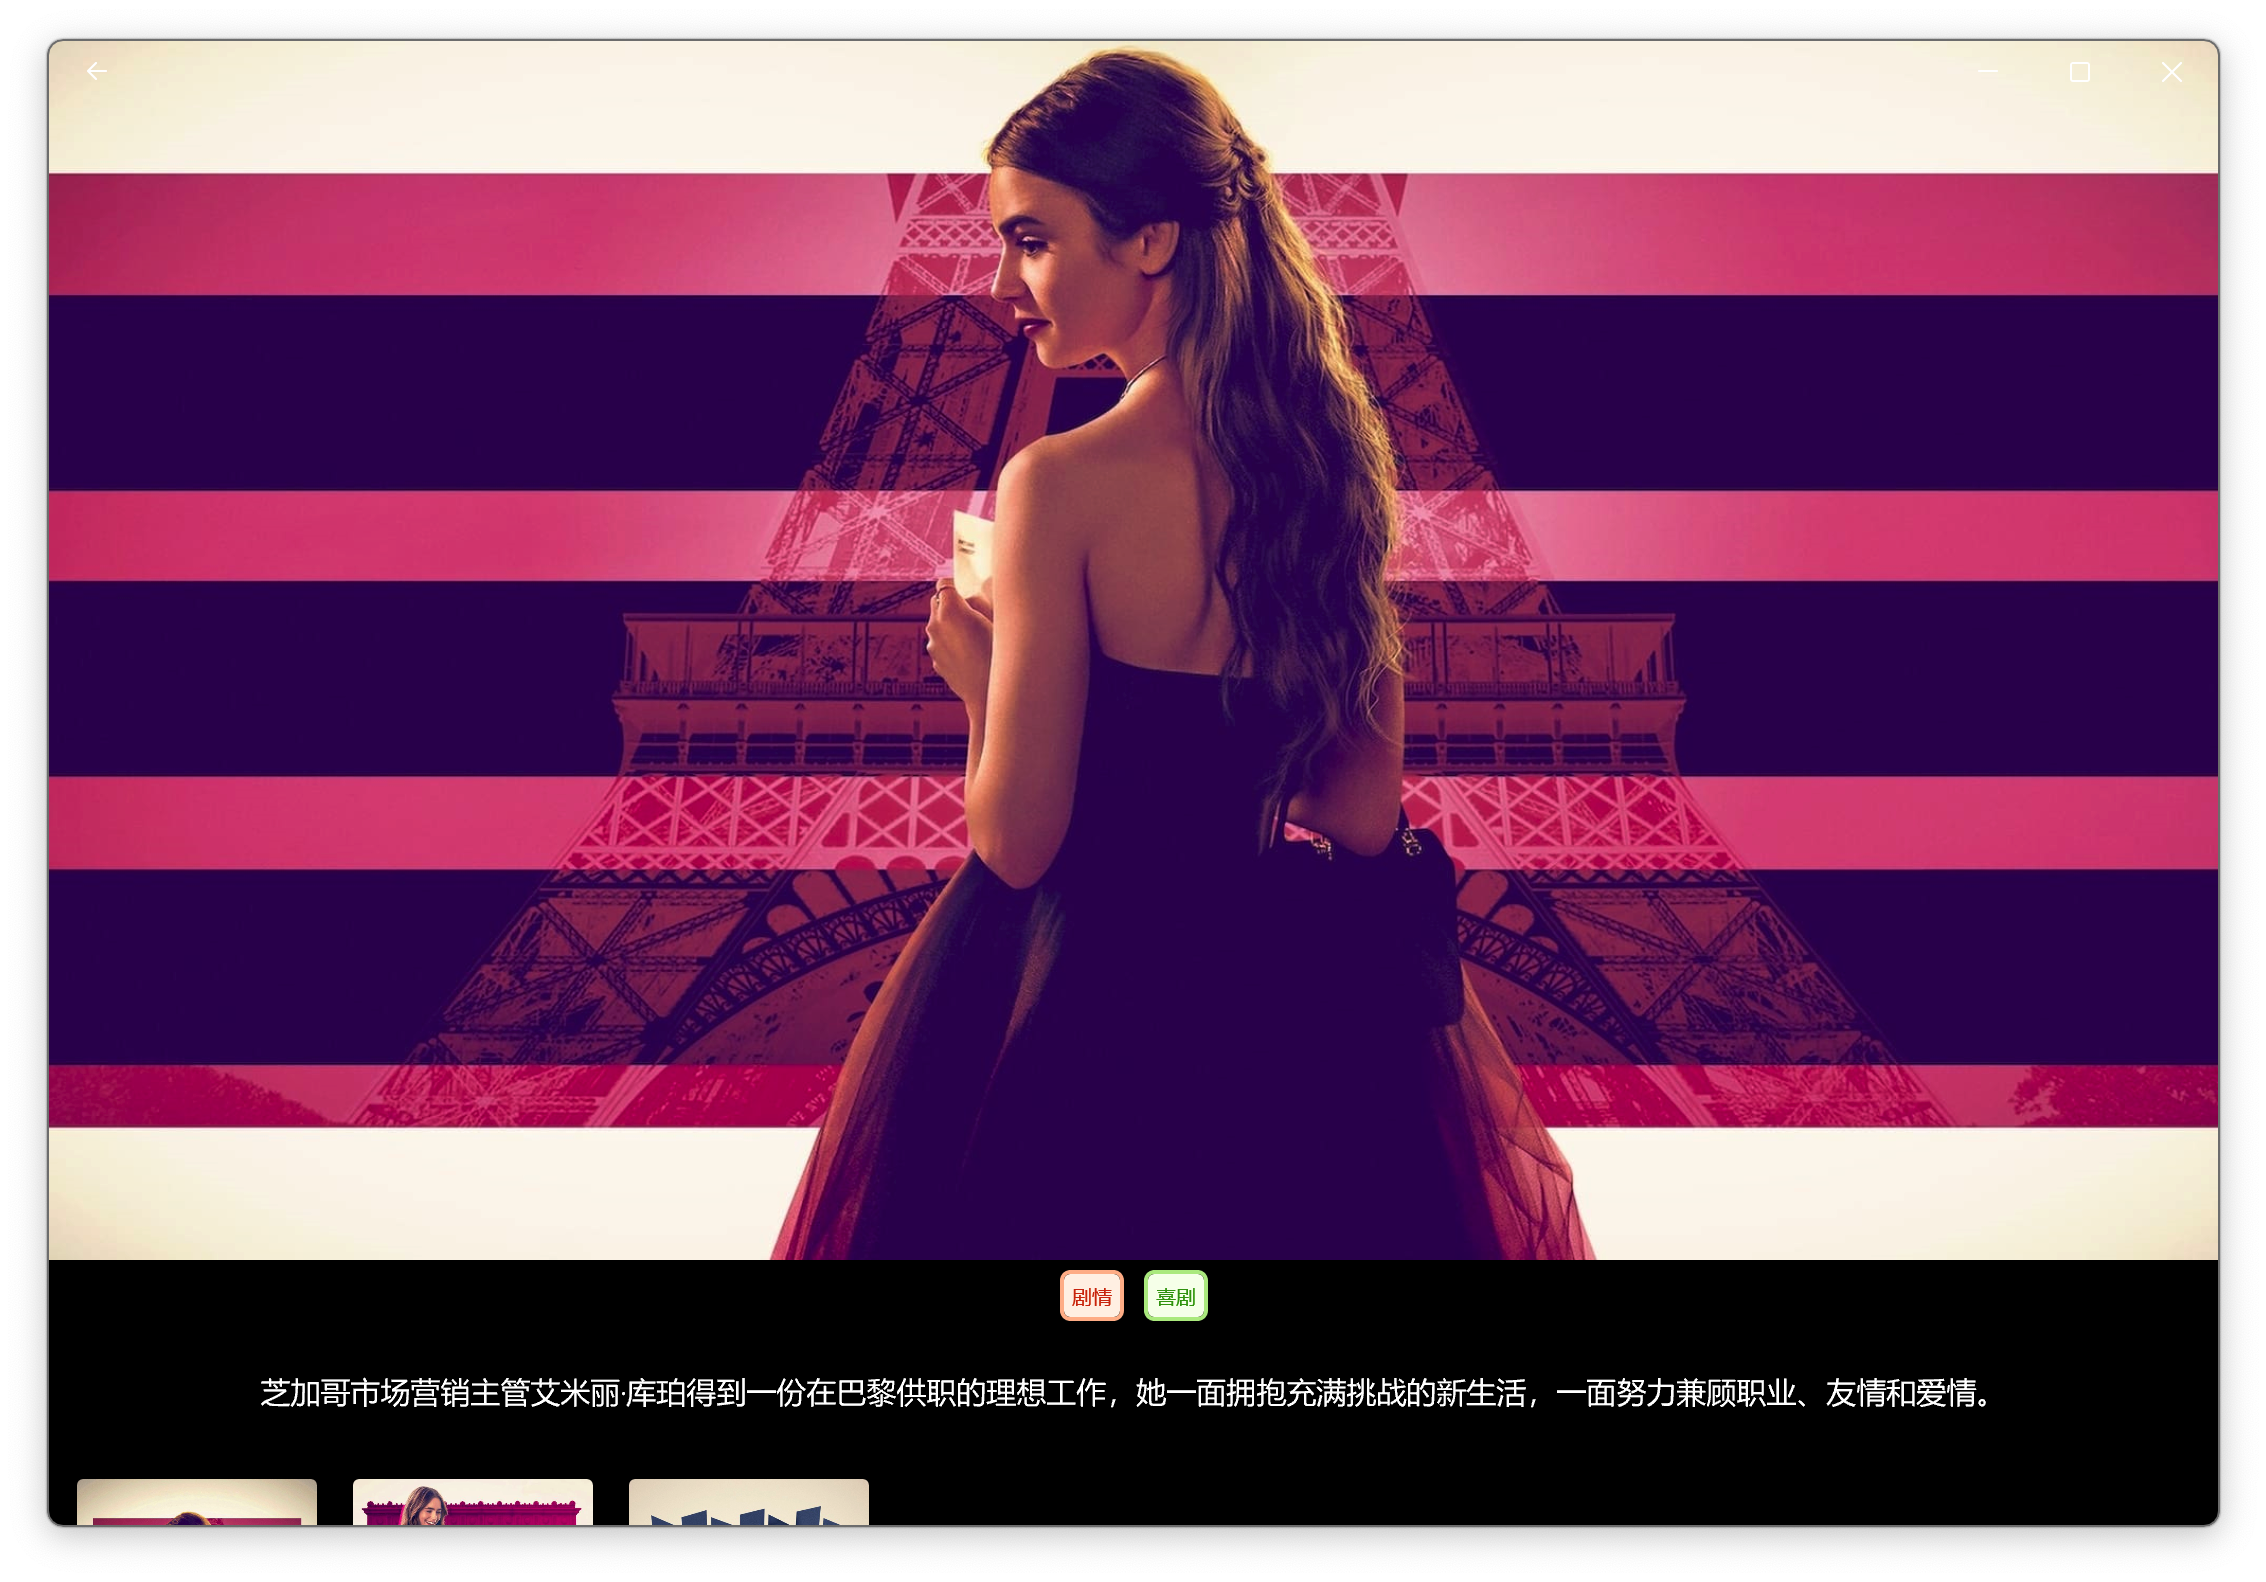 剧情
喜剧
芝加哥市场营销主管艾米丽·库珀得到一份在巴黎供职的理想工作，她一面拥抱充满挑战的新生活，一面努力兼顾职业、友情和爱情。